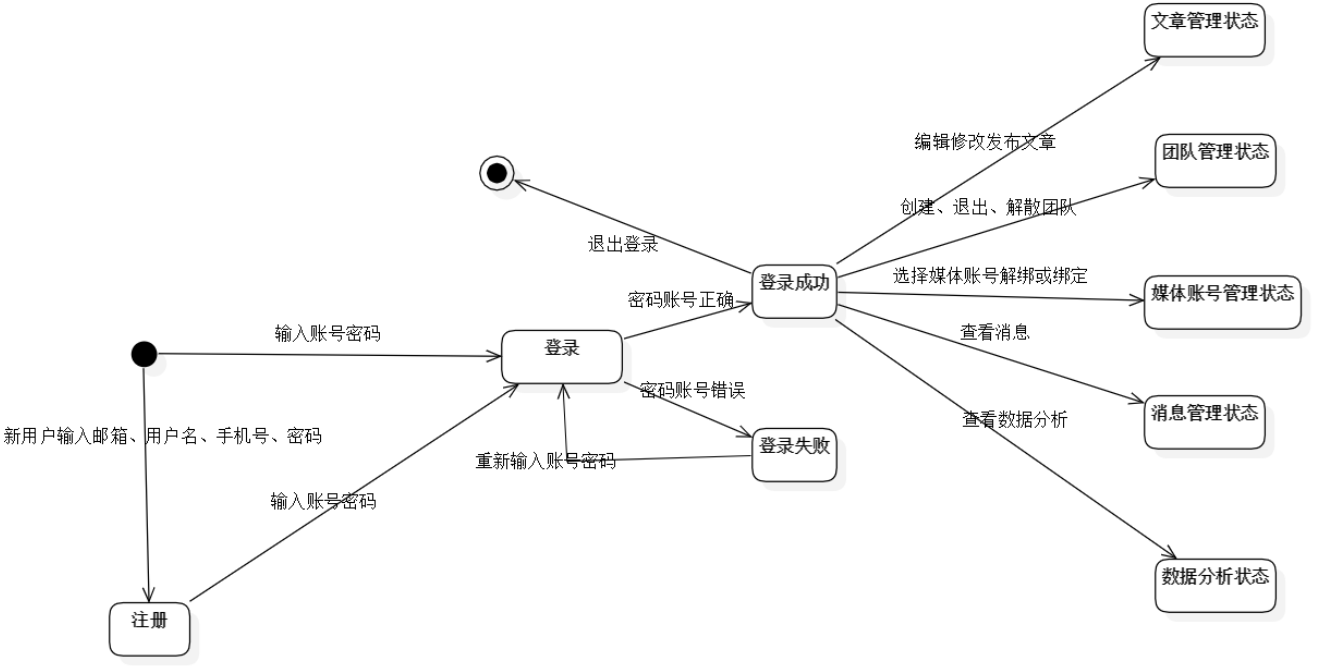 文章管理状态
编辑修改发布文章
团队管理状态
创建、退出、解散团队
退出登录
登录成功
选择媒体账号解绑或绑定
媒体账号管理状态
密码账号正确
输入账号密码
登录
查看消息
密码账号错误
消息管理状态
查看数据分析
新用户输入邮箱、用户名、手机号、密码
登录失败
重新输入账号密码
输入账号密码
数据分析状态
注册